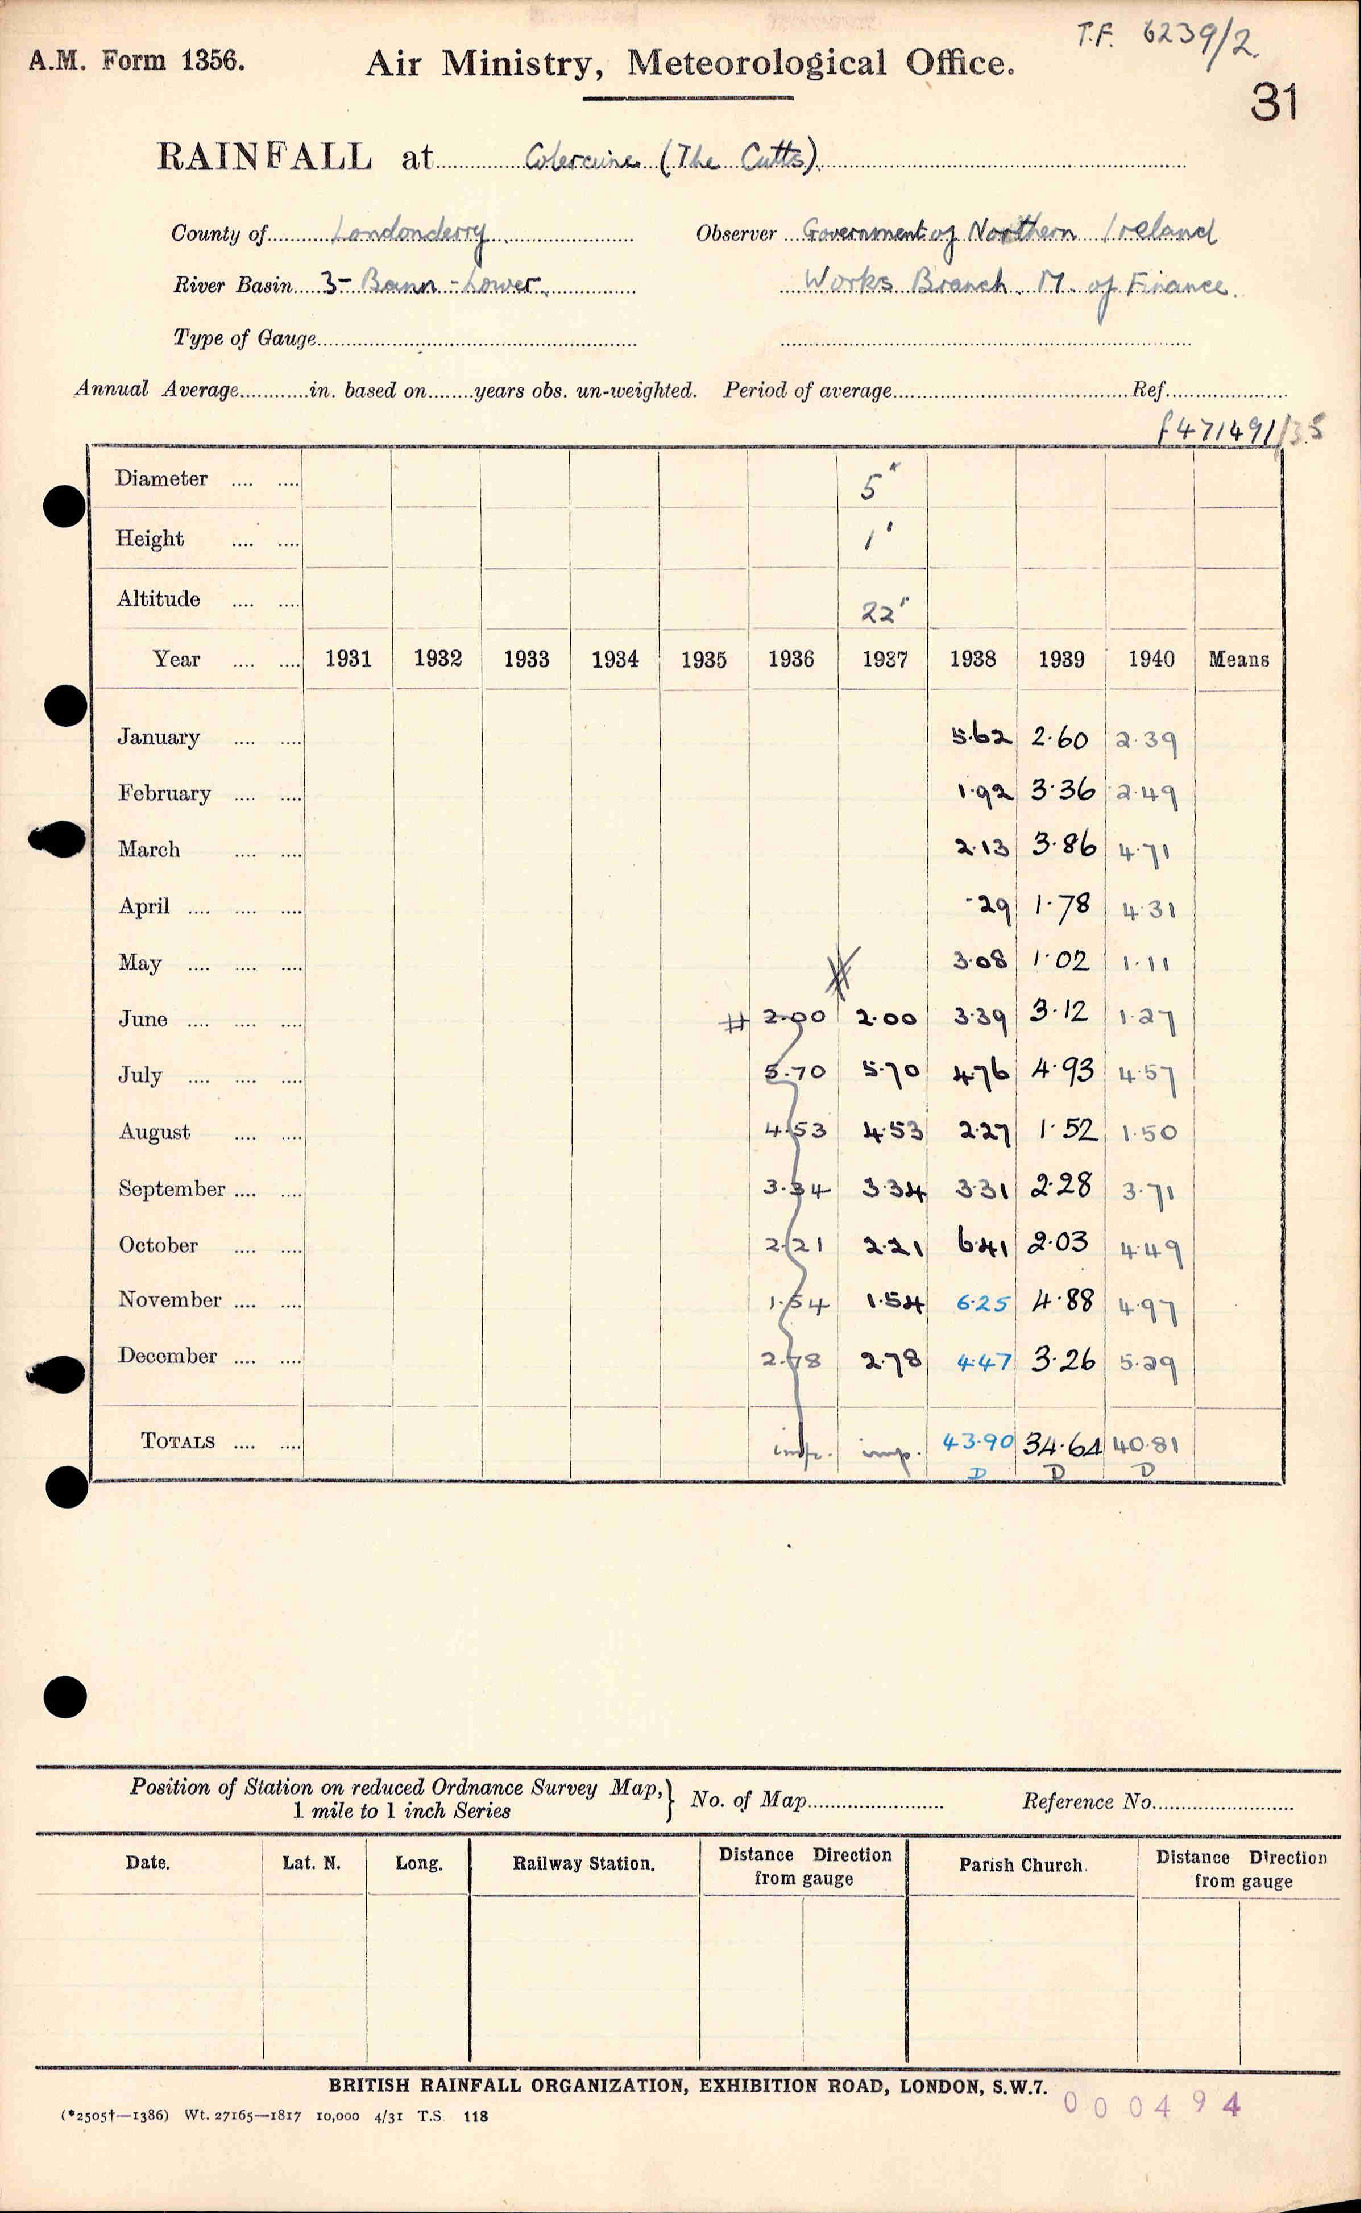 T.F. 6239/2.
A.M. Form 1356.
Air Ministry, Meteorological Office.
31
RAINFALL at Coleraine (The Cutts).
County of Londonderry Observer Government of Northern Ireland
River Basin 3- Bann - Lower. Works Branch. M. of Finance.
Type of Gauge
Annual Average in. based on years obs. un-weighted. Period of average Ref.
Diameter 5"
Height 1'
Altitude 22'
Year 1931 1932 1933 1934 1935 1936 1937 1938 1939 1940 Means
January 5.62 2.60 2.39
February 1.92 3.36 2.49
March 2.13 3.86 4.71
April .29 1.78 4.31
May 3.08 1.02 1.11
June # 2.00 2.00 3.39 3.12 1.27
July 5.70 5.70 4.76 4.93 4.57
August 4.53 4.53 2.27 1.52 1.50
September 3.34 3.34 3.31 2.28 3.71
October 2.21 2.21 6.41 2.03 4.49
November 1.54 1.54 6.25 4.88 4.97
December 2.78 2.78 4.47 3.26 5.29
TOTALS imp. imp. 43.90 34.64 40.81
D D D
Position of Station on reduced Ordnance Survey Map,} No. of Map Reference No.
1 mile to 1 inch Series
Date. Lat. N. Long. Railway Station. Distance Direction from gauge Parish Church. Distance Direction from gauge
BRITISH RAINFALL ORGANIZATION, EXHIBITION ROAD, LONDON, S.W.7.
000494
(*2505†—1386) Wt. 27165—1817 10,000 4/31 T.S. 118